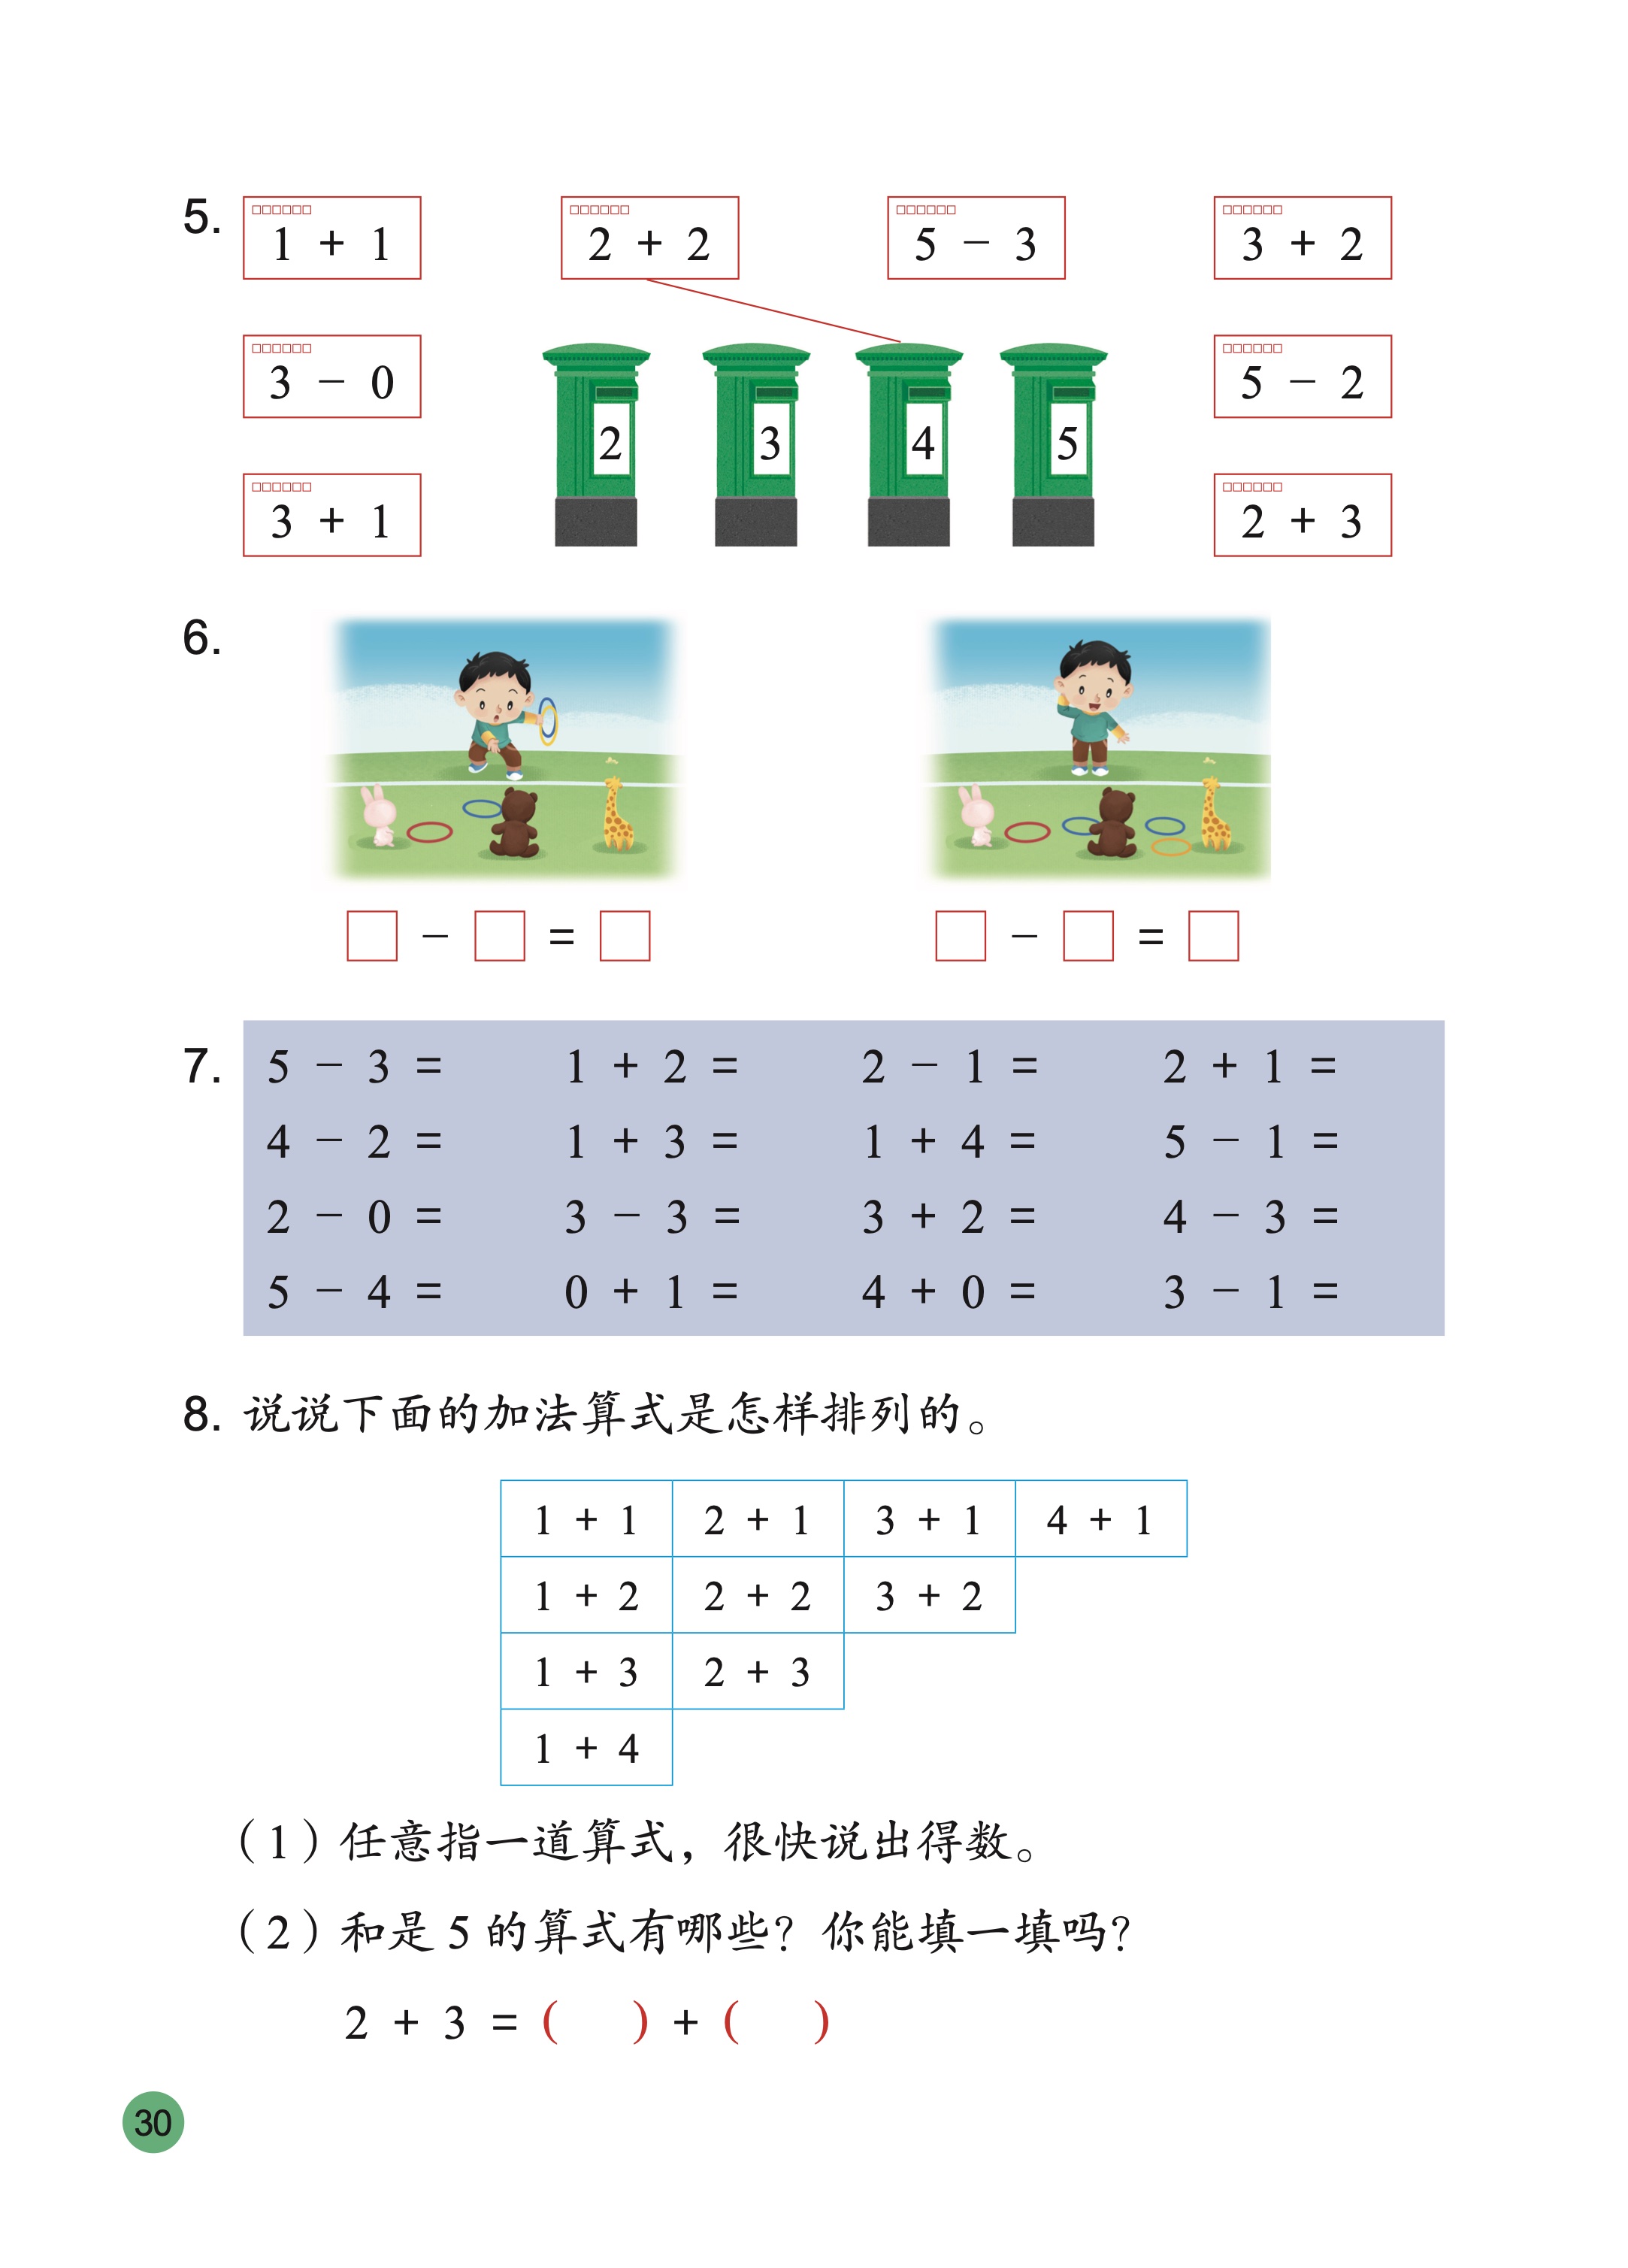 5. 1 + 1 2 + 2 5 − 3 3 + 2
3 − 0 5 − 2
2 3 4 5
3 + 1 2 + 3
6.
□ − □ = □ □ − □ = □
7. 5 − 3 = 1 + 2 = 2 − 1 = 2 + 1 =
4 − 2 = 1 + 3 = 1 + 4 = 5 − 1 =
2 − 0 = 3 − 3 = 3 + 2 = 4 − 3 =
5 − 4 = 0 + 1 = 4 + 0 = 3 − 1 =
8. 说说下面的加法算式是怎样排列的。
1 + 1 2 + 1 3 + 1 4 + 1
1 + 2 2 + 2 3 + 2
1 + 3 2 + 3
1 + 4
（1）任意指一道算式，很快说出得数。
（2）和是 5 的算式有哪些？你能填一填吗？
2 + 3 = ( ) + ( )
30